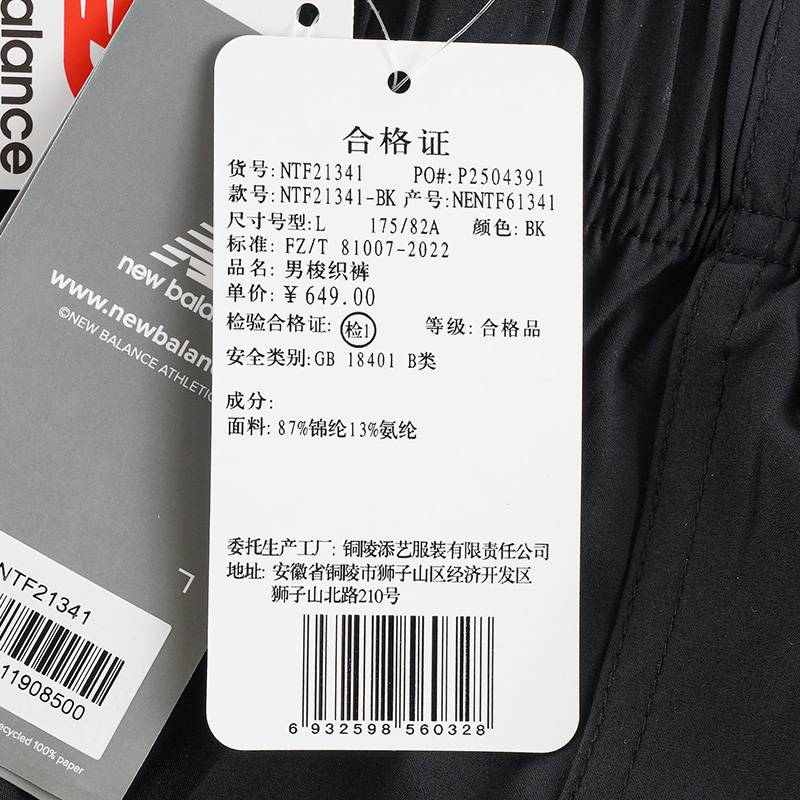 balance
new balance
www.newbalan
©NEW BALANCE ATHLETIC
L
NTF21341
11908500
ecycled 100% paper
合格证
货号:NTF21341 PO#:P2504391
款号:NTF21341-BK 产号:NENTF61341
尺寸号型:L 175/82A 颜色:BK
标准: FZ/T 81007-2022
品名: 男梭织裤
单价:￥649.00
检验合格证: 检1 等级:合格品
安全类别:GB 18401 B类
成分:
面料: 87%锦纶13%氨纶
委托生产工厂: 铜陵添艺服装有限责任公司
地址: 安徽省铜陵市狮子山区经济开发区
狮子山北路210号
6 932598 560328